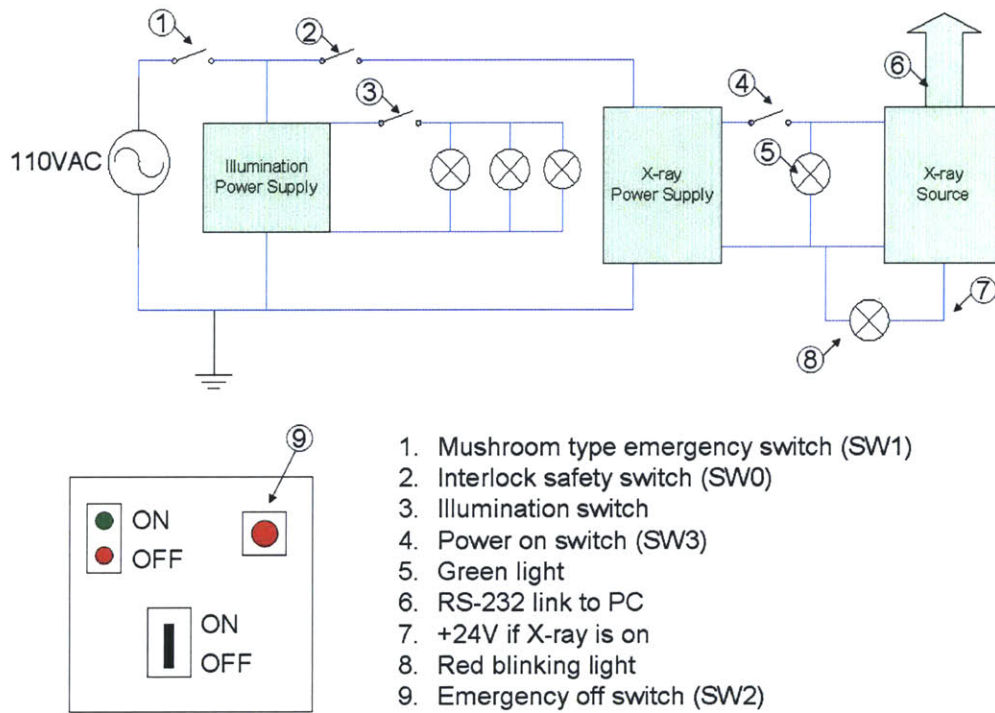 ① ② ③ ④ ⑤ ⑥ ⑦ ⑧
110VAC
Illumination
Power Supply
X-ray
Power Supply
X-ray
Source
⑨
ON
OFF
ON
OFF
1. Mushroom type emergency switch (SW1)
2. Interlock safety switch (SW0)
3. Illumination switch
4. Power on switch (SW3)
5. Green light
6. RS-232 link to PC
7. +24V if X-ray is on
8. Red blinking light
9. Emergency off switch (SW2)